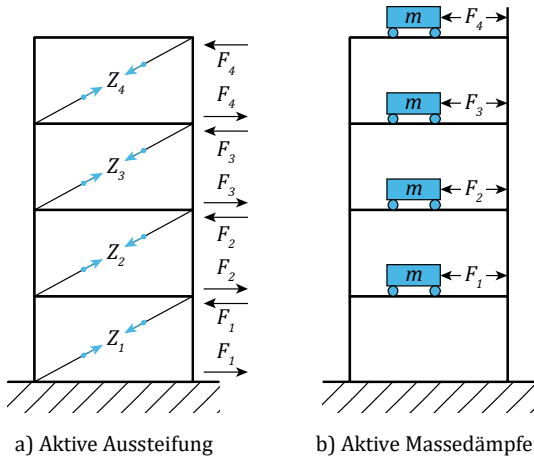 Z₄
F₄
F₄
Z₃
F₃
F₃
Z₂
F₂
F₂
Z₁
F₁
F₁
a) Aktive Aussteifung
m F₄
m F₃
m F₂
m F₁
b) Aktive Massedämpfe